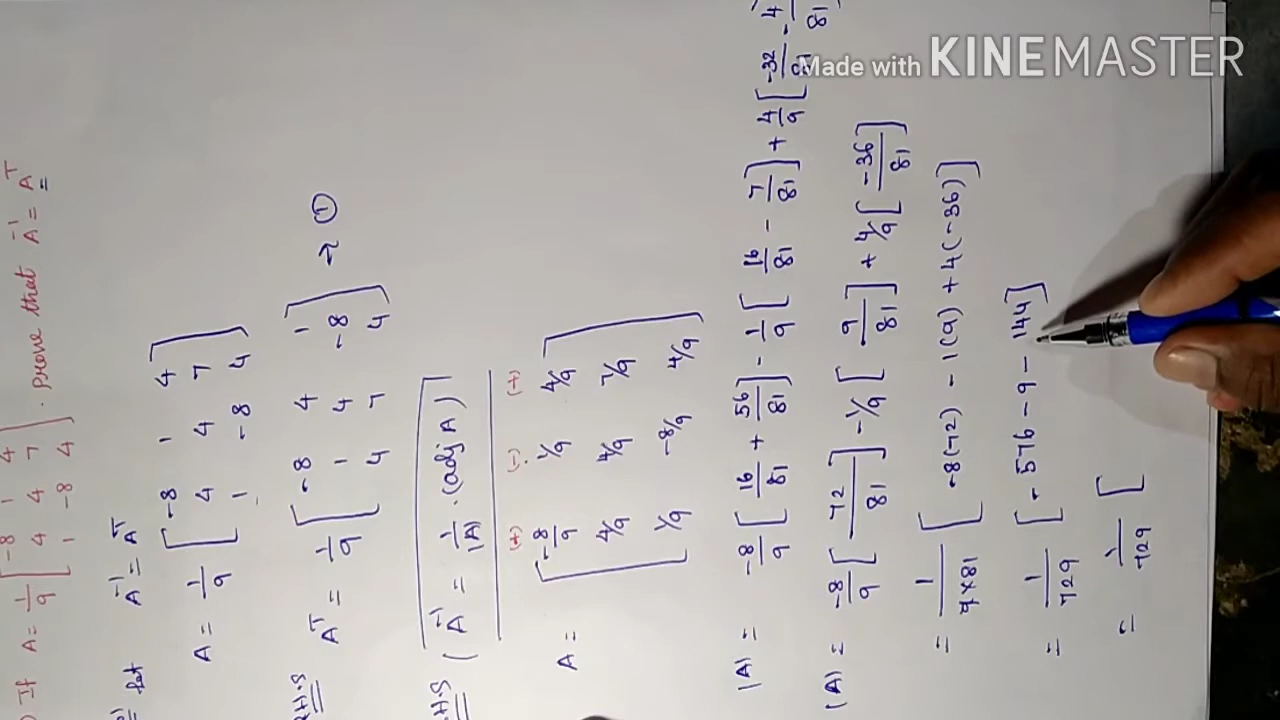 ) If A = 1/9 [ -8 1 4
4 4 7
1 -8 4 ] . Prove that A⁻¹ = Aᵀ
let A⁻¹ = Aᵀ
A = 1/9 [ -8 1 4
4 4 7
1 -8 4 ]
R.H.S Aᵀ = 1/9 [ -8 4 1
1 4 -8
4 7 4 ] → ①
.H.S ( A⁻¹ = 1/|A| . (adj A) )
(+) (-) (+)
A = [ -8/9 1/9 4/9
4/9 4/9 7/9
1/9 -8/9 4/9 ]
|A| = -8/9 [ 16/81 + 56/81 ] - 1/9 [ 16/81 - 7/81 ] + 4/9 [ -32/81 - 4/81
|A| = -8/9 [ 72/81 ] - 1/9 [ 9/81 ] + 4/9 [ -36/81 ]
= 1/9×81 [ -8(72) - 1(9) + 4(-36) ]
= 1/729 [ -576 - 9 - 144 ]
= 1/729 [
Made with KINEMASTER